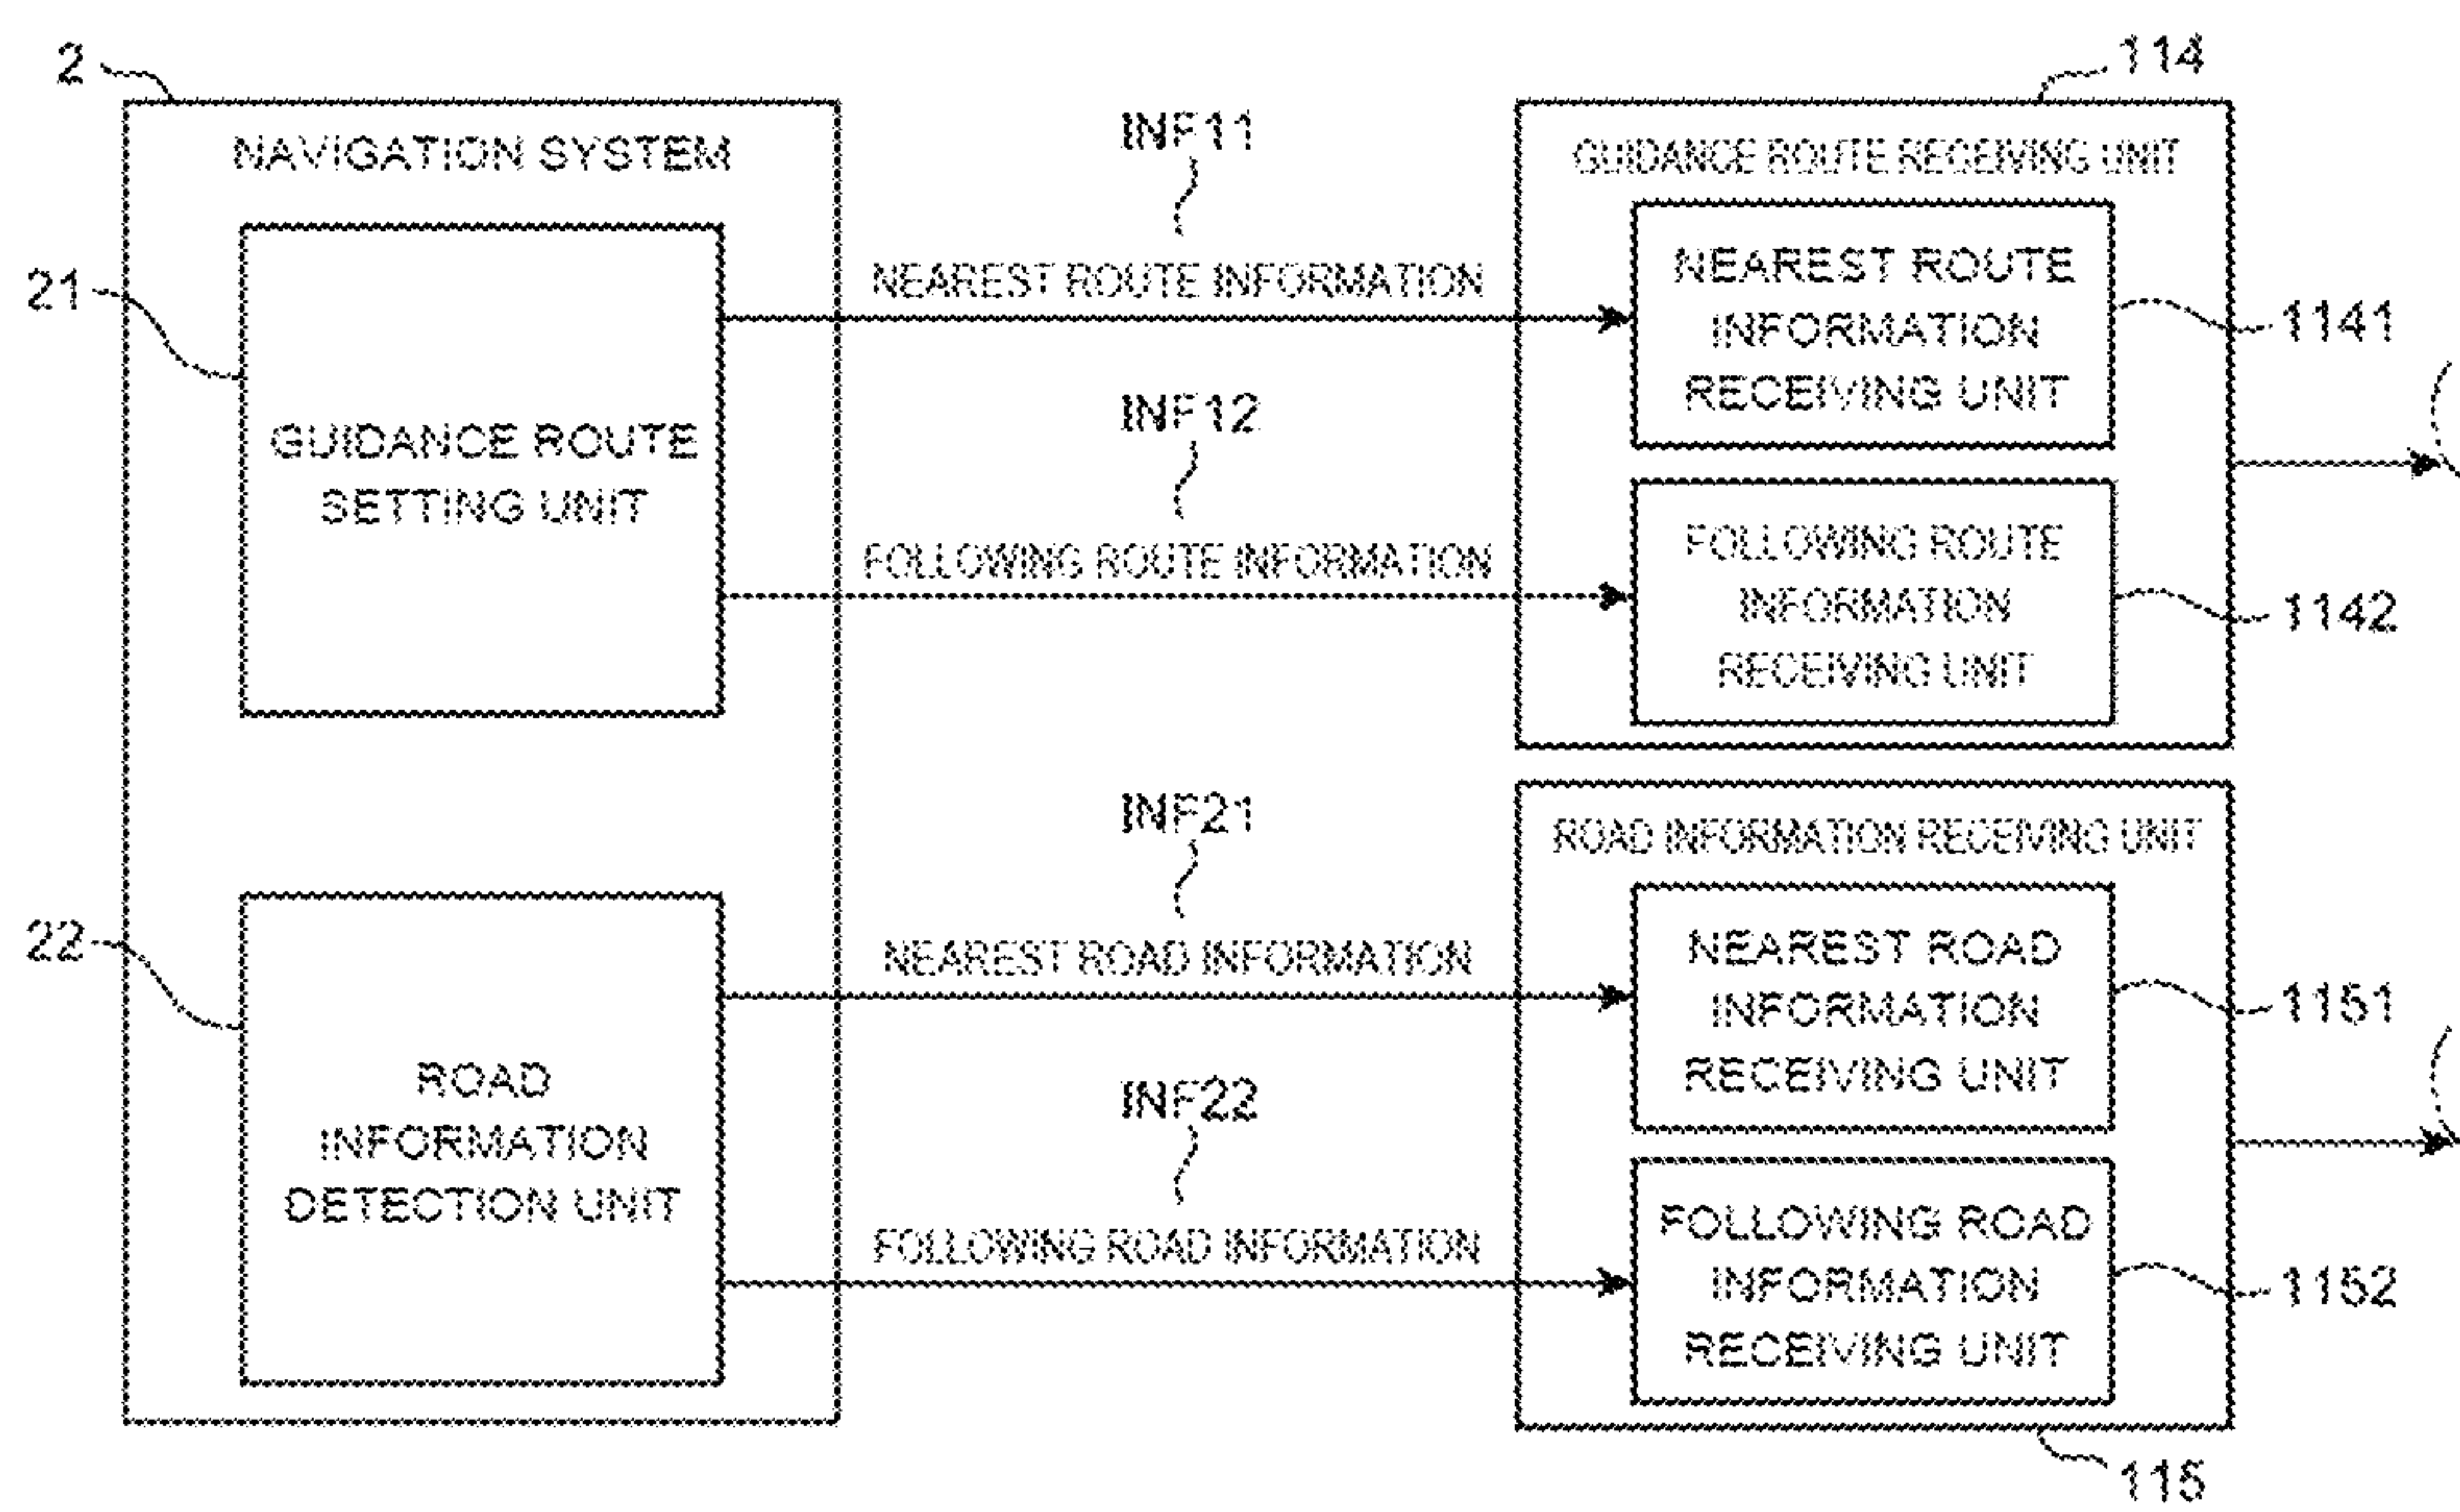 2
NAVIGATION SYSTEM
21
GUIDANCE ROUTE
SETTING UNIT
22
ROAD
INFORMATION
DETECTION UNIT
INF11
NEAREST ROUTE INFORMATION
INF12
FOLLOWING ROUTE INFORMATION
INF21
NEAREST ROAD INFORMATION
INF22
FOLLOWING ROAD INFORMATION
114
GUIDANCE ROUTE RECEIVING UNIT
NEAREST ROUTE
INFORMATION
RECEIVING UNIT
1141
FOLLOWING ROUTE
INFORMATION
RECEIVING UNIT
1142
ROAD INFORMATION RECEIVING UNIT
NEAREST ROAD
INFORMATION
RECEIVING UNIT
1151
FOLLOWING ROAD
INFORMATION
RECEIVING UNIT
1152
115